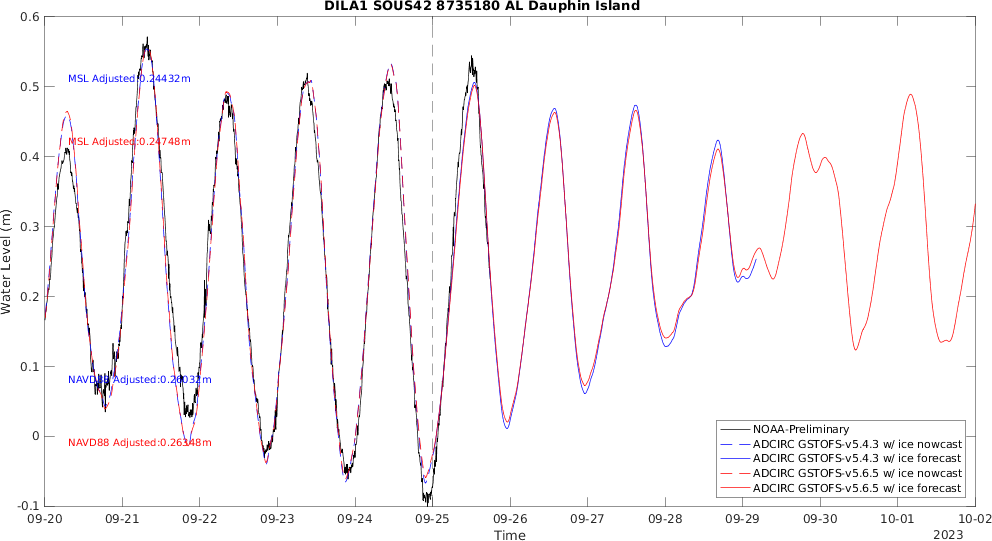 DILA1 SOUS42 8735180 AL Dauphin Island
0.6
0.5
0.4
0.3
0.2
0.1
0
-0.1
Water Level (m)
MSL Adjusted:0.24432m
MSL Adjusted:0.24748m
NAVD88 Adjusted:0.26032m
NAVD88 Adjusted:0.26348m
NOAA-Preliminary
ADCIRC GSTOFS-v5.4.3 w/ ice nowcast
ADCIRC GSTOFS-v5.4.3 w/ ice forecast
ADCIRC GSTOFS-v5.6.5 w/ ice nowcast
ADCIRC GSTOFS-v5.6.5 w/ ice forecast
09-20 09-21 09-22 09-23 09-24 09-25 09-26 09-27 09-28 09-29 09-30 10-01 10-02
Time
2023